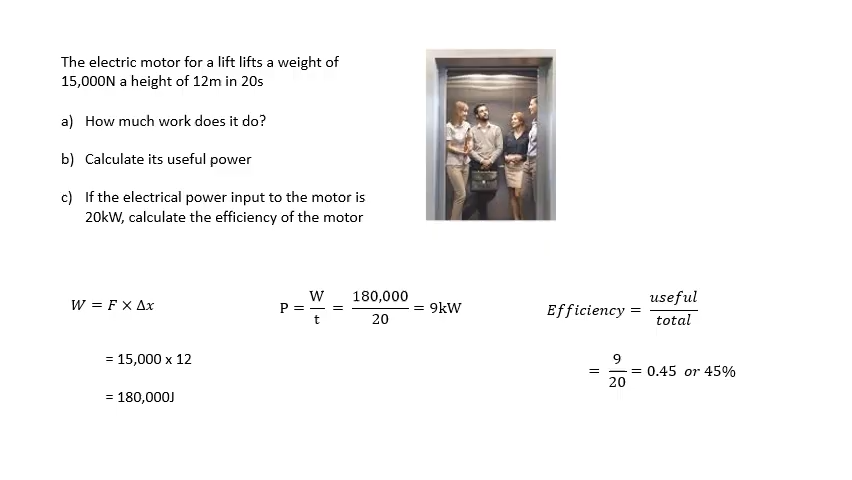 The electric motor for a lift lifts a weight of
15,000N a height of 12m in 20s
a) How much work does it do?
b) Calculate its useful power
c) If the electrical power input to the motor is
20kW, calculate the efficiency of the motor
W = F × Δx
= 15,000 x 12
= 180,000J
P = W/t = 180,000/20 = 9kW
Efficiency = useful/total
= 9/20 = 0.45 or 45%